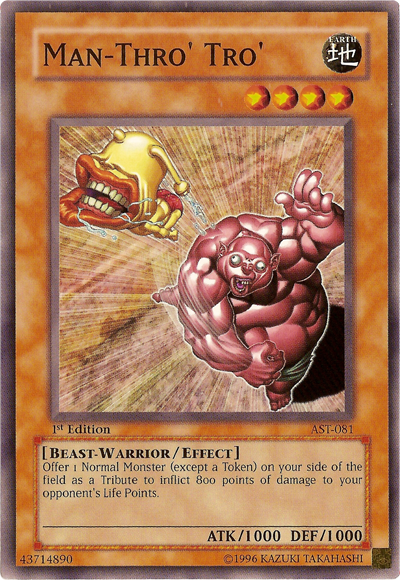 MAN-THRO' TRO'
EARTH
地
1st Edition
AST-081
[BEAST-WARRIOR/EFFECT]
Offer 1 Normal Monster (except a Token) on your side of the
field as a Tribute to inflict 800 points of damage to your
opponent's Life Points.
ATK/1000 DEF/1000
43714890
©1996 KAZUKI TAKAHASHI